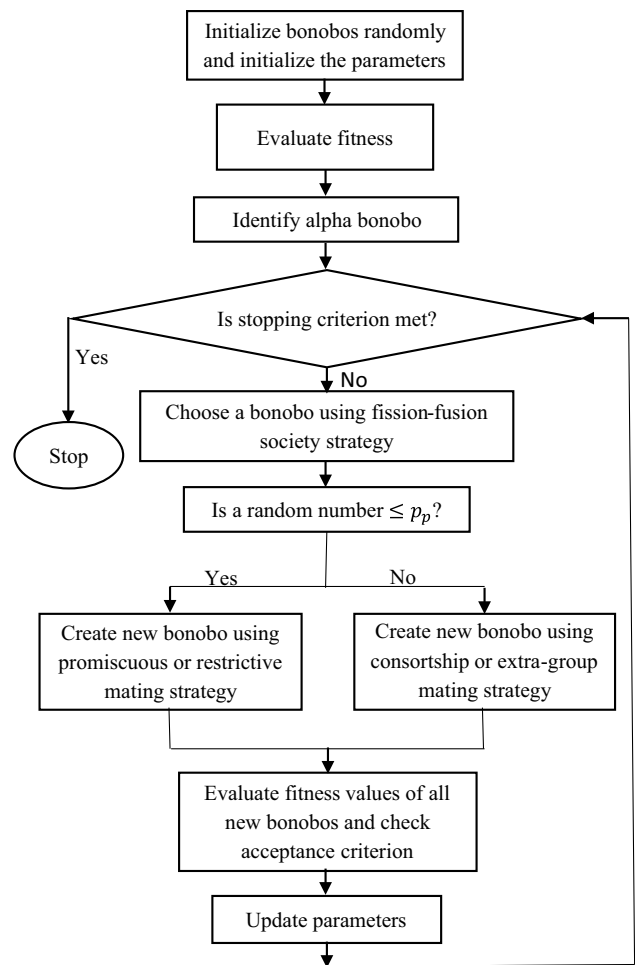 Initialize bonobos randomly
and initialize the parameters
Evaluate fitness
Identify alpha bonobo
Is stopping criterion met?
Yes
No
Stop
Choose a bonobo using fission-fusion
society strategy
Is a random number ≤ p_p?
Yes
No
Create new bonobo using
promiscuous or restrictive
mating strategy
Create new bonobo using
consortship or extra-group
mating strategy
Evaluate fitness values of all
new bonobos and check
acceptance criterion
Update parameters